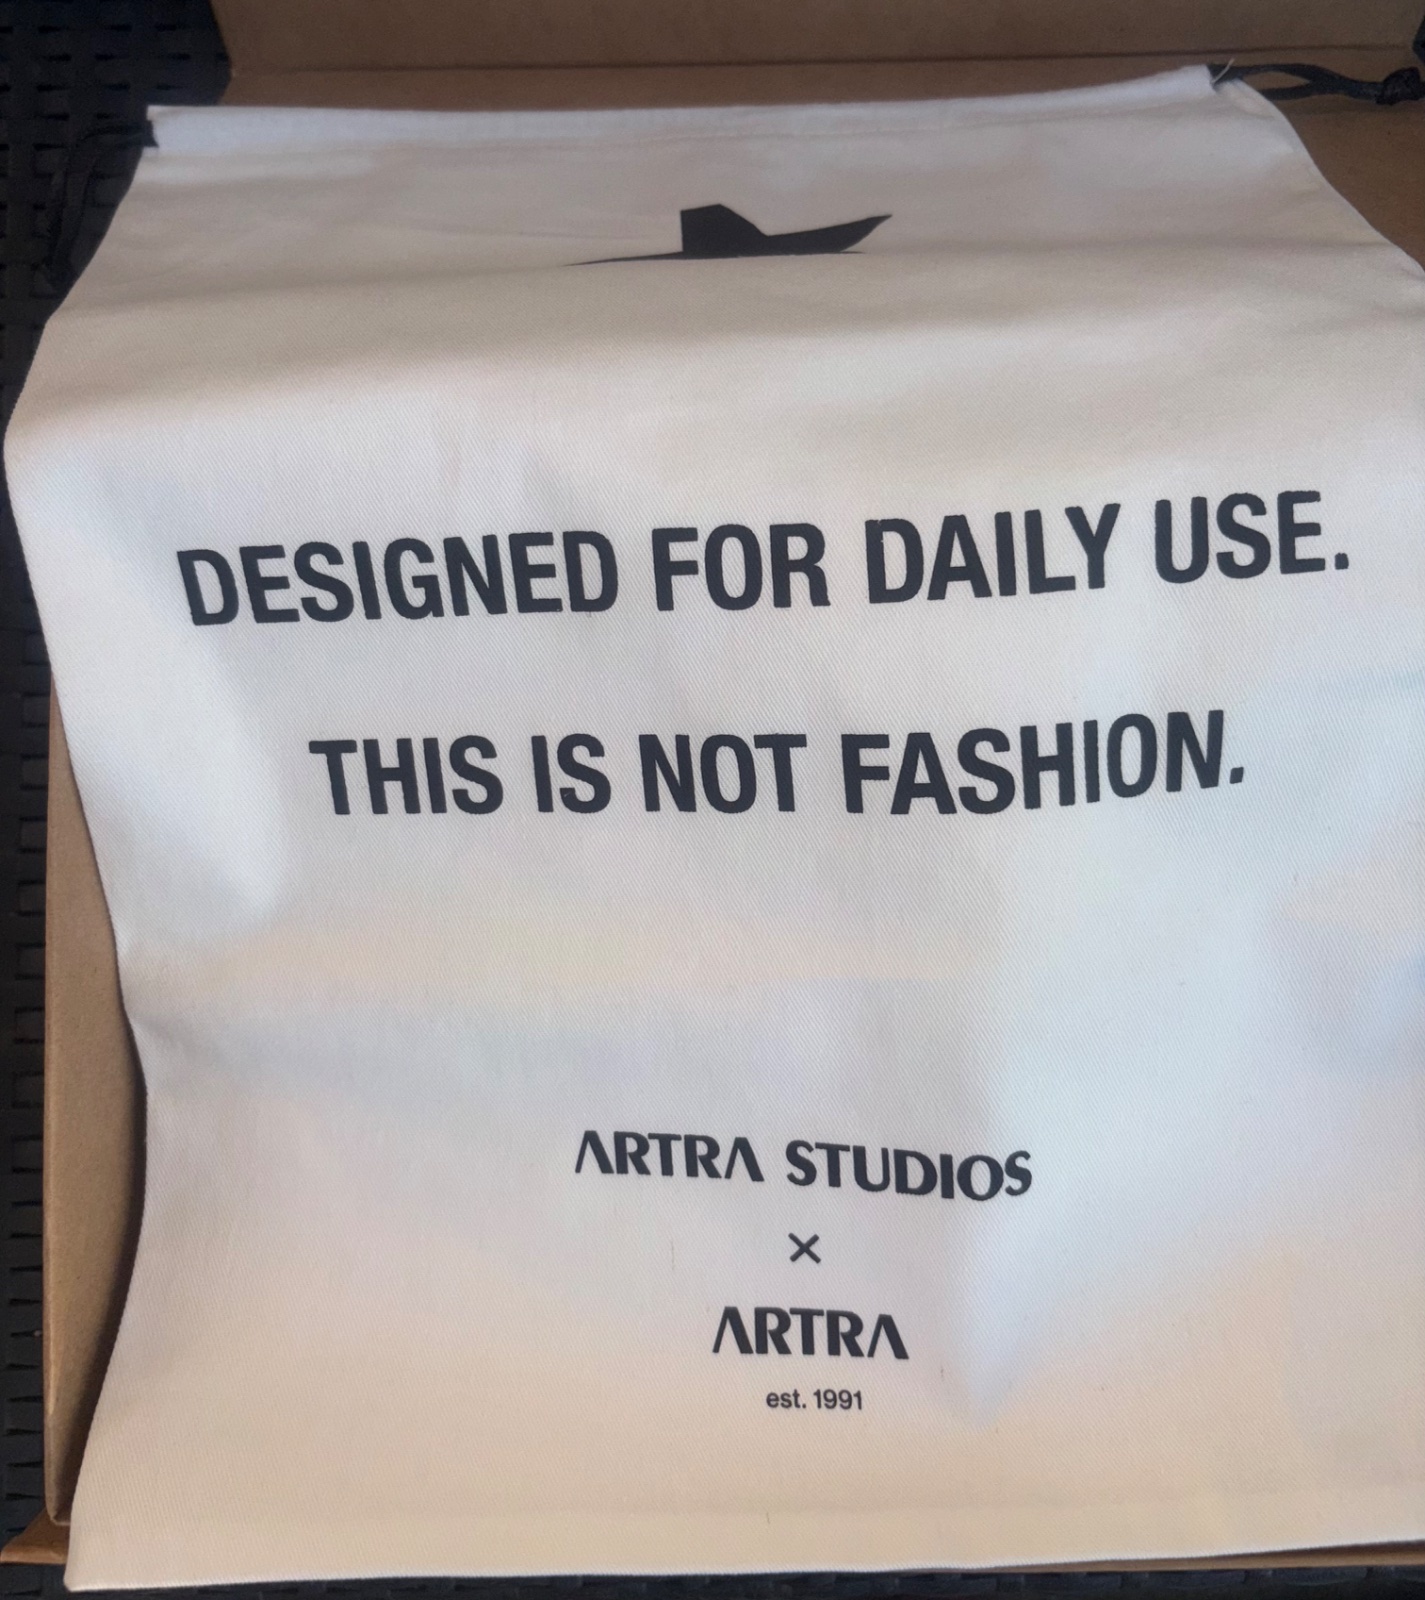 DESIGNED FOR DAILY USE.
THIS IS NOT FASHION.
ARTRA STUDIOS
×
ARTRA
est. 1991